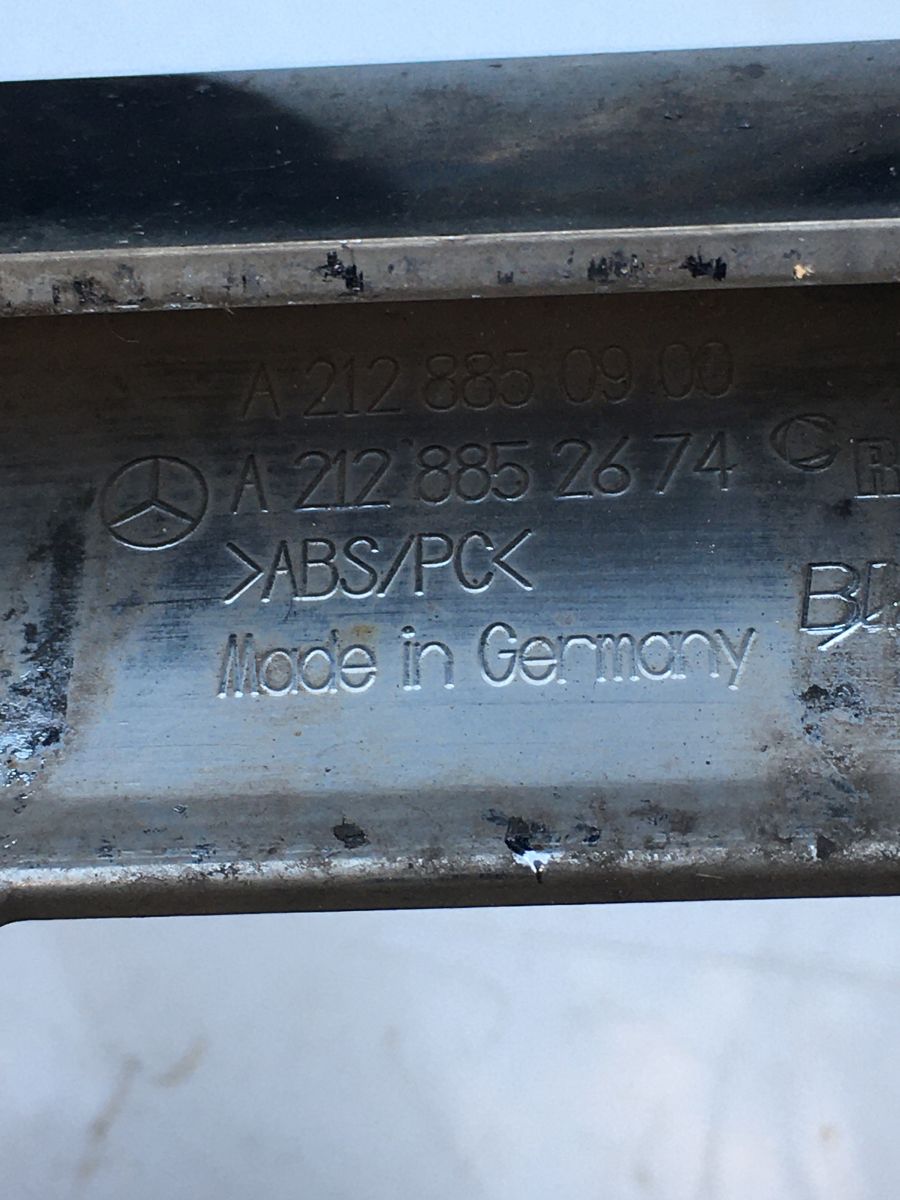 A 212 885 09 00
A 212 885 26 74
>ABS/PC<
Made in Germany